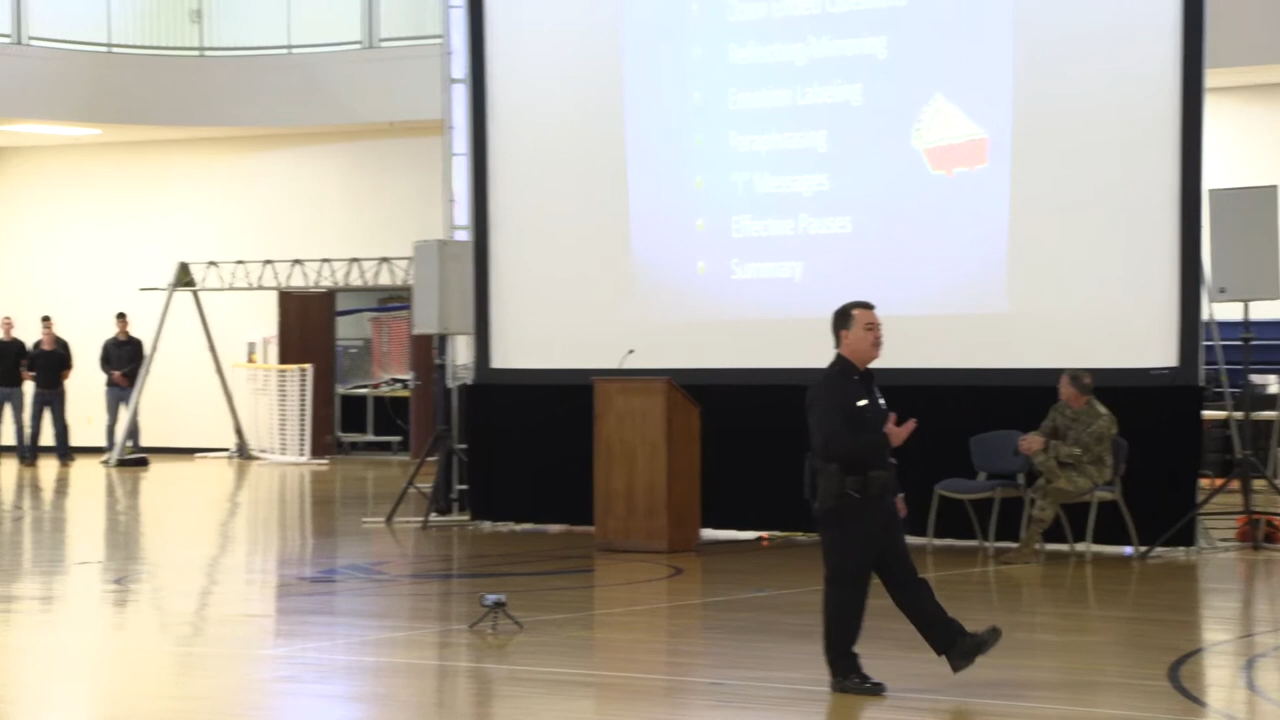 Reflecting/Mirroring
Emotion Labeling
Paraphrasing
"I" Messages
Effective Pauses
Summary